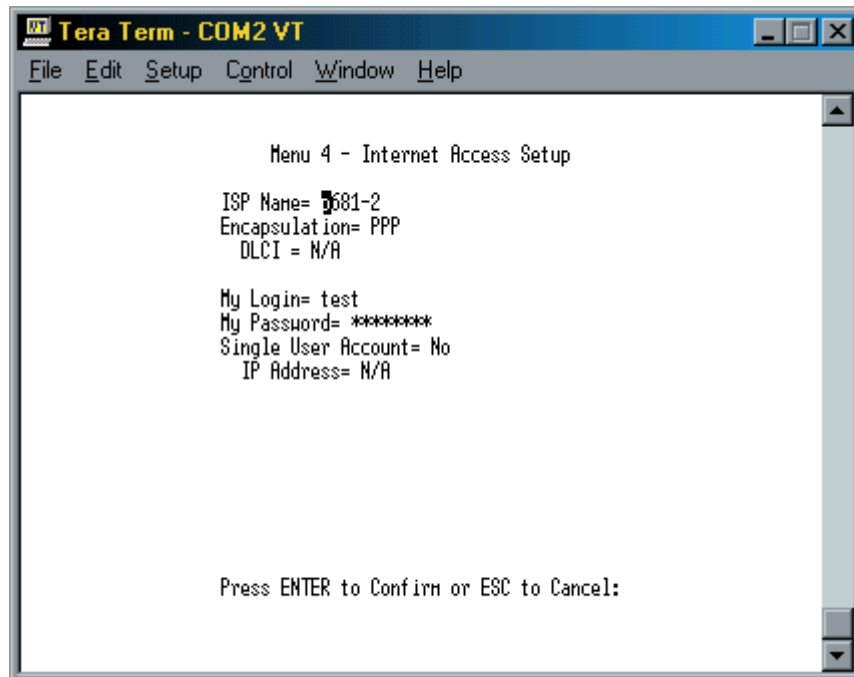 Tera Term - COM2 VT
File Edit Setup Control Window Help
Menu 4 - Internet Access Setup
ISP Name= p681-2
Encapsulation= PPP
DLCI = N/A
My Login= test
My Password= ********
Single User Account= No
IP Address= N/A
Press ENTER to Confirm or ESC to Cancel: